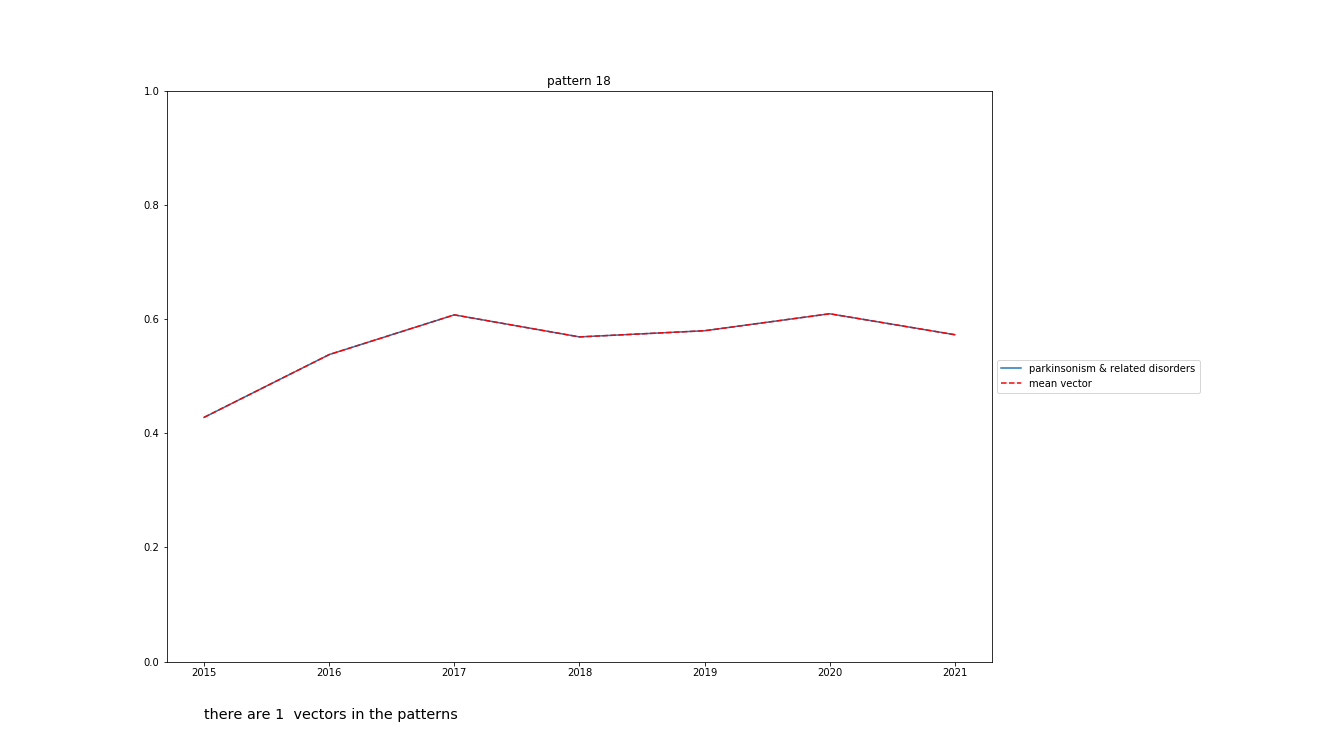 pattern 18
1.0
0.8
0.6
0.4
0.2
0.0
2015 2016 2017 2018 2019 2020 2021
parkinsonism & related disorders
mean vector
there are 1  vectors in the patterns